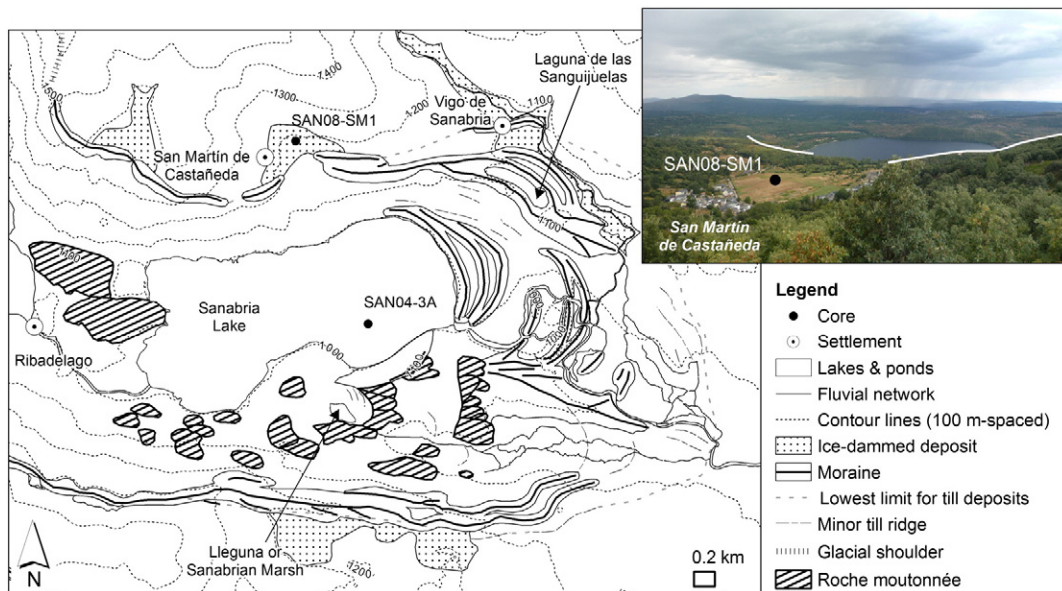 1500
1400
1300
1200
1100
SAN08-SM1
San Martín de
Castañeda
Vigo de
Sanabria
Laguna de las
Sanguijuelas
1100
1100
Sanabria
Lake
SAN04-3A
Ribadelago
1000
1000
Lleguna or
Sanabrian Marsh
1200
N
0.2 km
SAN08-SM1
San Martín
de Castañeda
Legend
Core
Settlement
Lakes & ponds
Fluvial network
Contour lines (100 m-spaced)
Ice-dammed deposit
Moraine
Lowest limit for till deposits
Minor till ridge
Glacial shoulder
Roche moutonnée